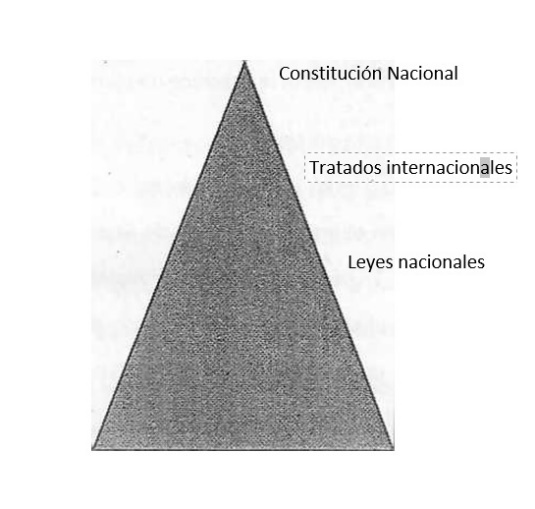 Constitución Nacional
Tratados internacionales
Leyes nacionales